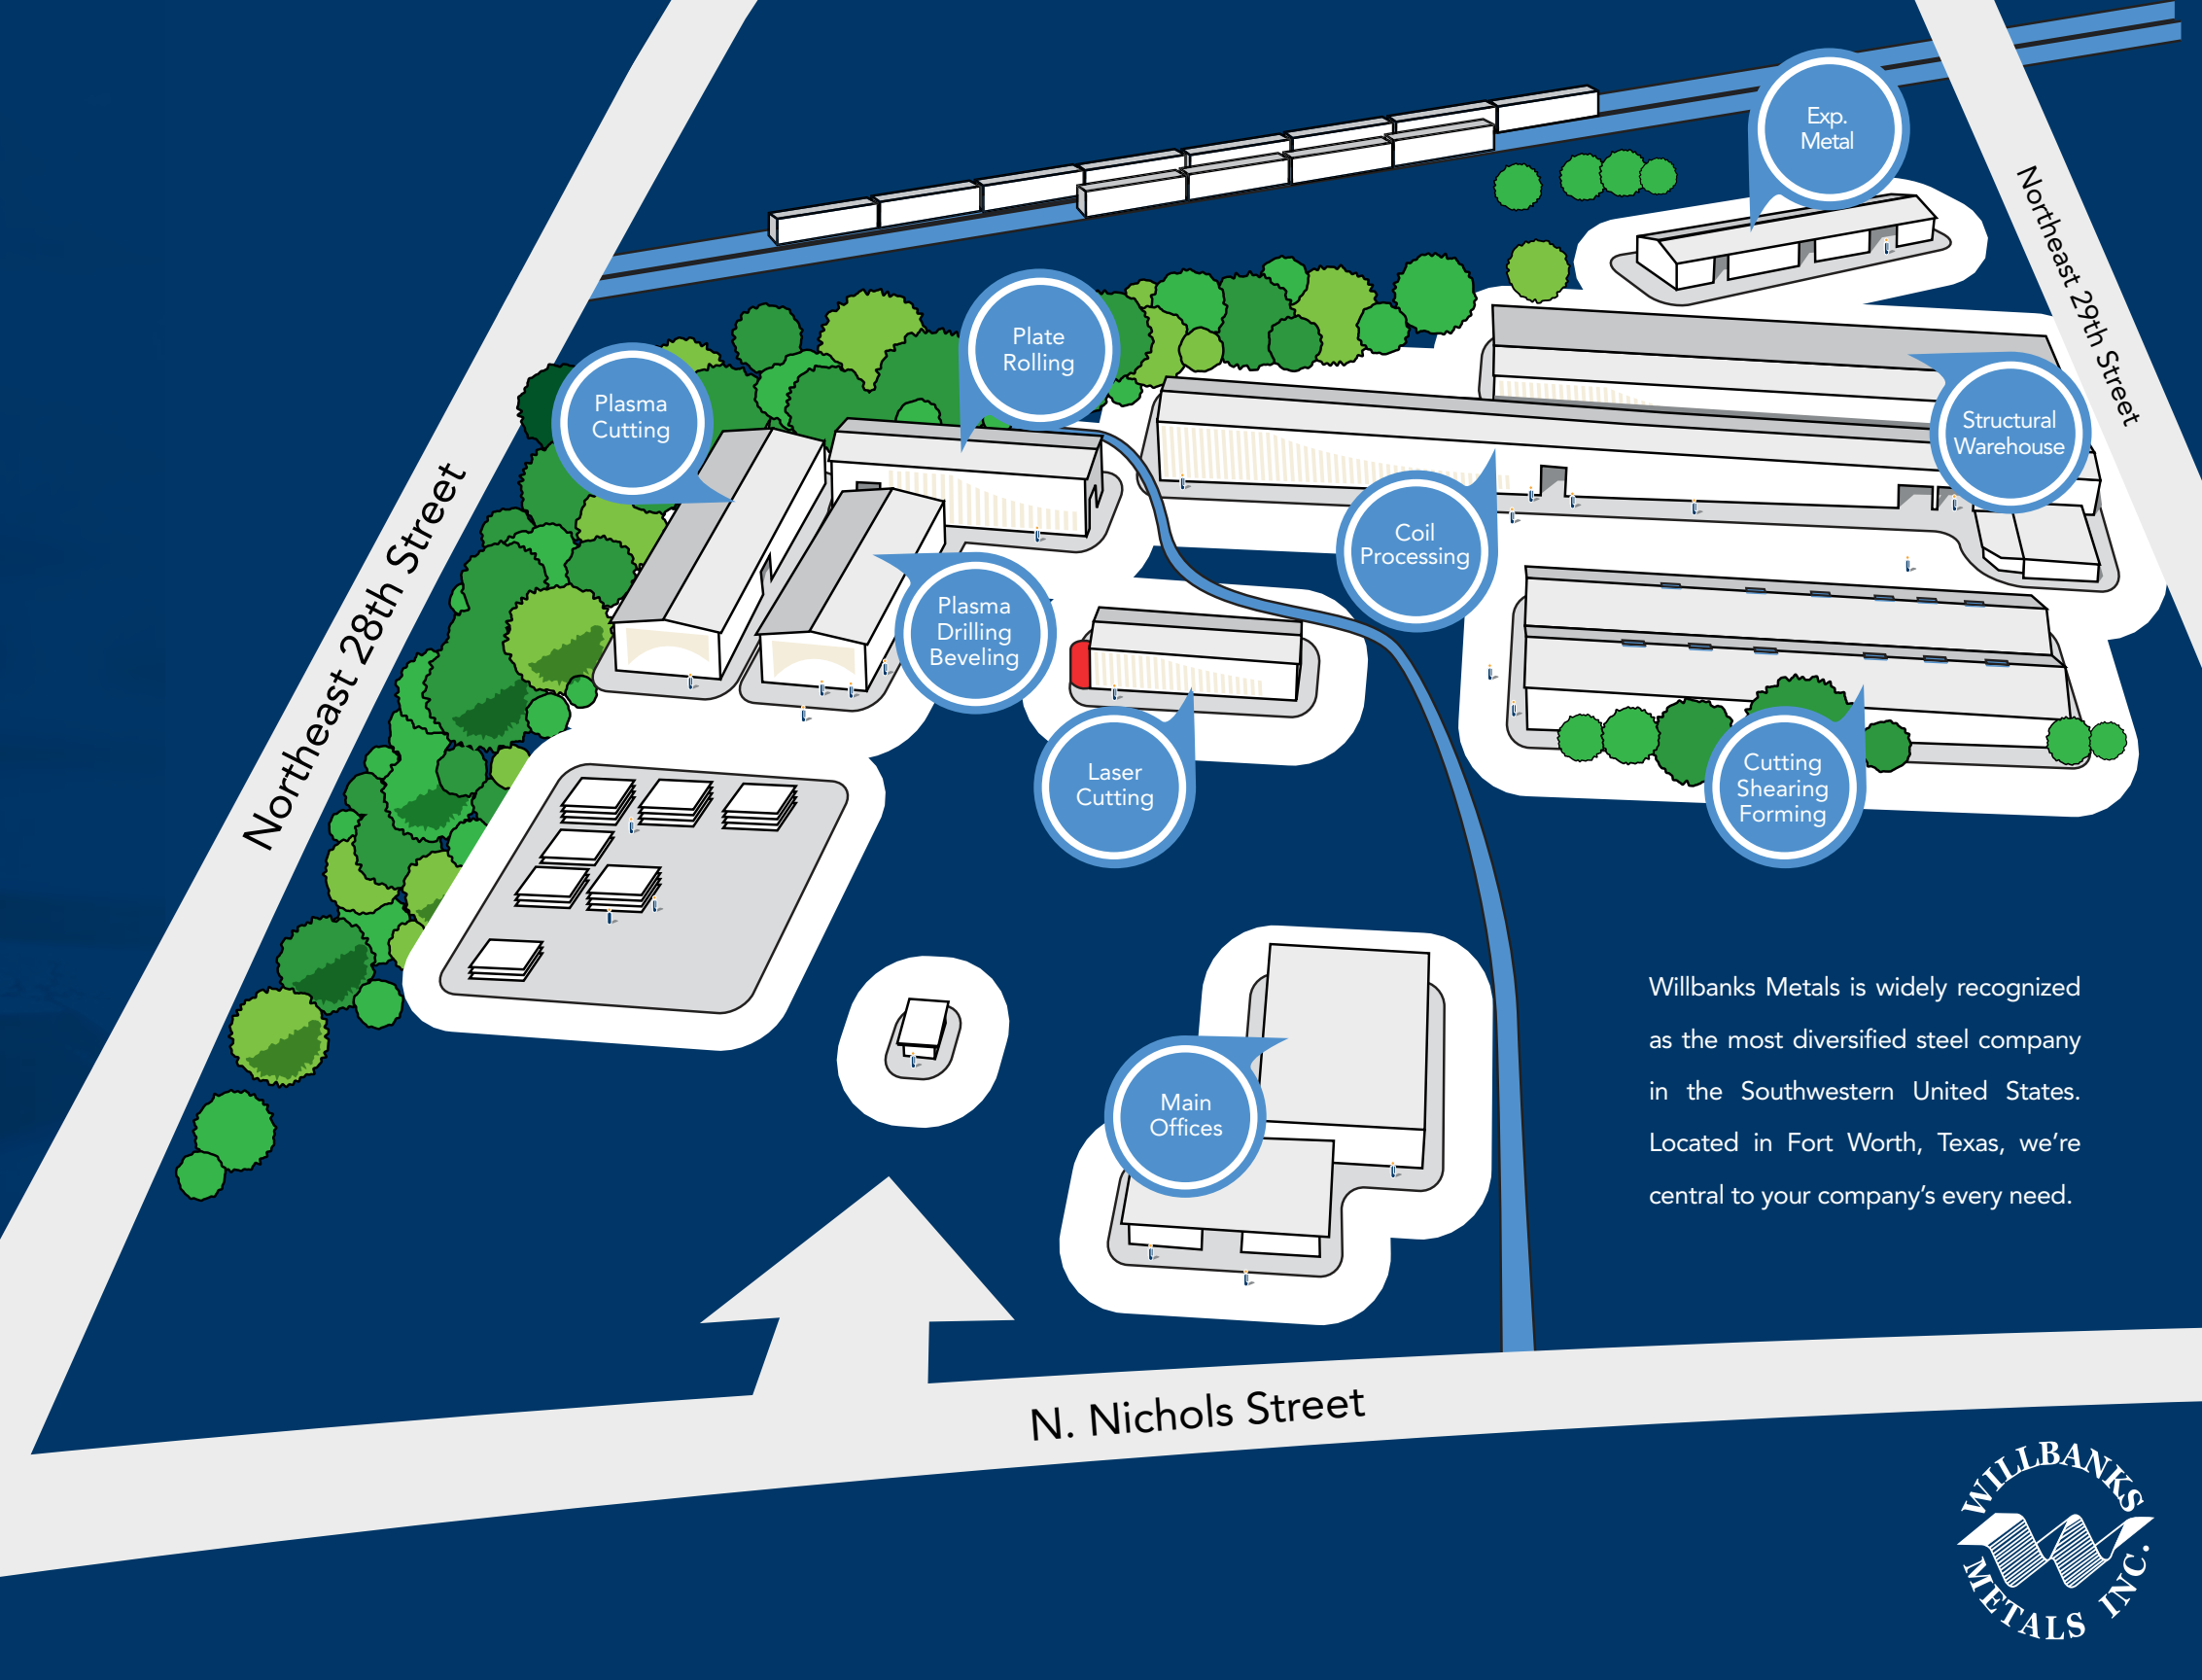 Exp.
Metal
Northeast 29th Street
Plate
Rolling
Plasma
Cutting
Structural
Warehouse
Coil
Processing
Northeast 28th Street
Plasma
Drilling
Beveling
Laser
Cutting
Cutting
Shearing
Forming
Willbanks Metals is widely recognized
as the most diversified steel company
in the Southwestern United States.
Located in Fort Worth, Texas, we’re
central to your company’s every need.
Main
Offices
N. Nichols Street
WILLBANKS
METALS INC.